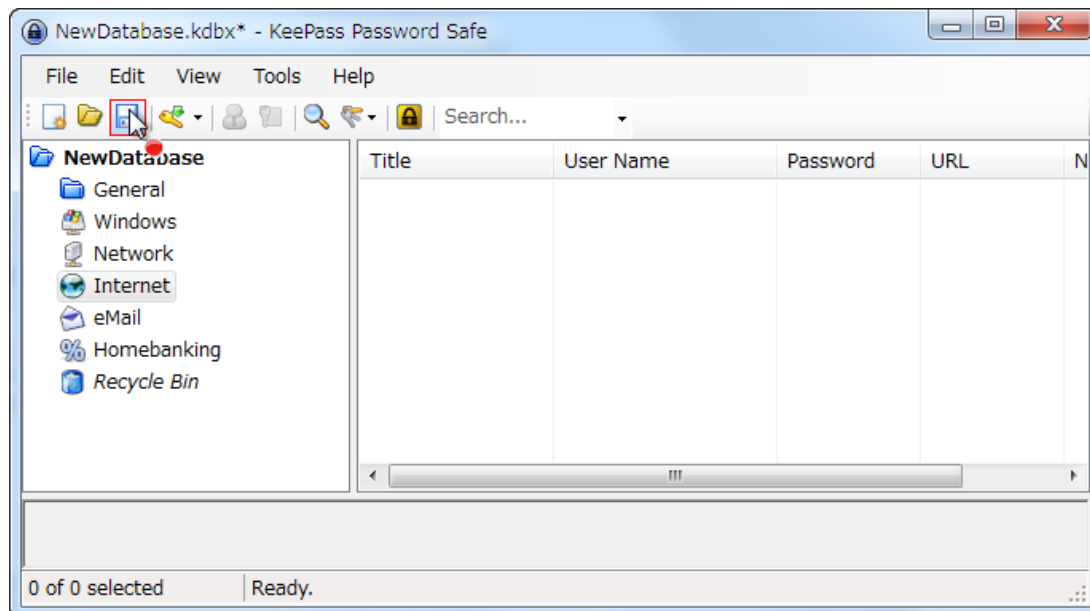 NewDatabase.kdbx* - KeePass Password Safe
File Edit View Tools Help
Search...
NewDatabase
General
Windows
Network
Internet
eMail
Homebanking
Recycle Bin
Title User Name Password URL N
0 of 0 selected Ready.